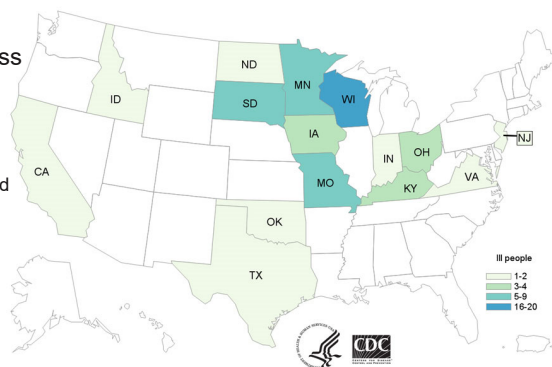 ss
ND
MN
ID
SD
WI
IA
NJ
IN
OH
CA
d
MO
KY
VA
OK
TX
Ill people
1-2
3-4
5-9
16-20
CDC